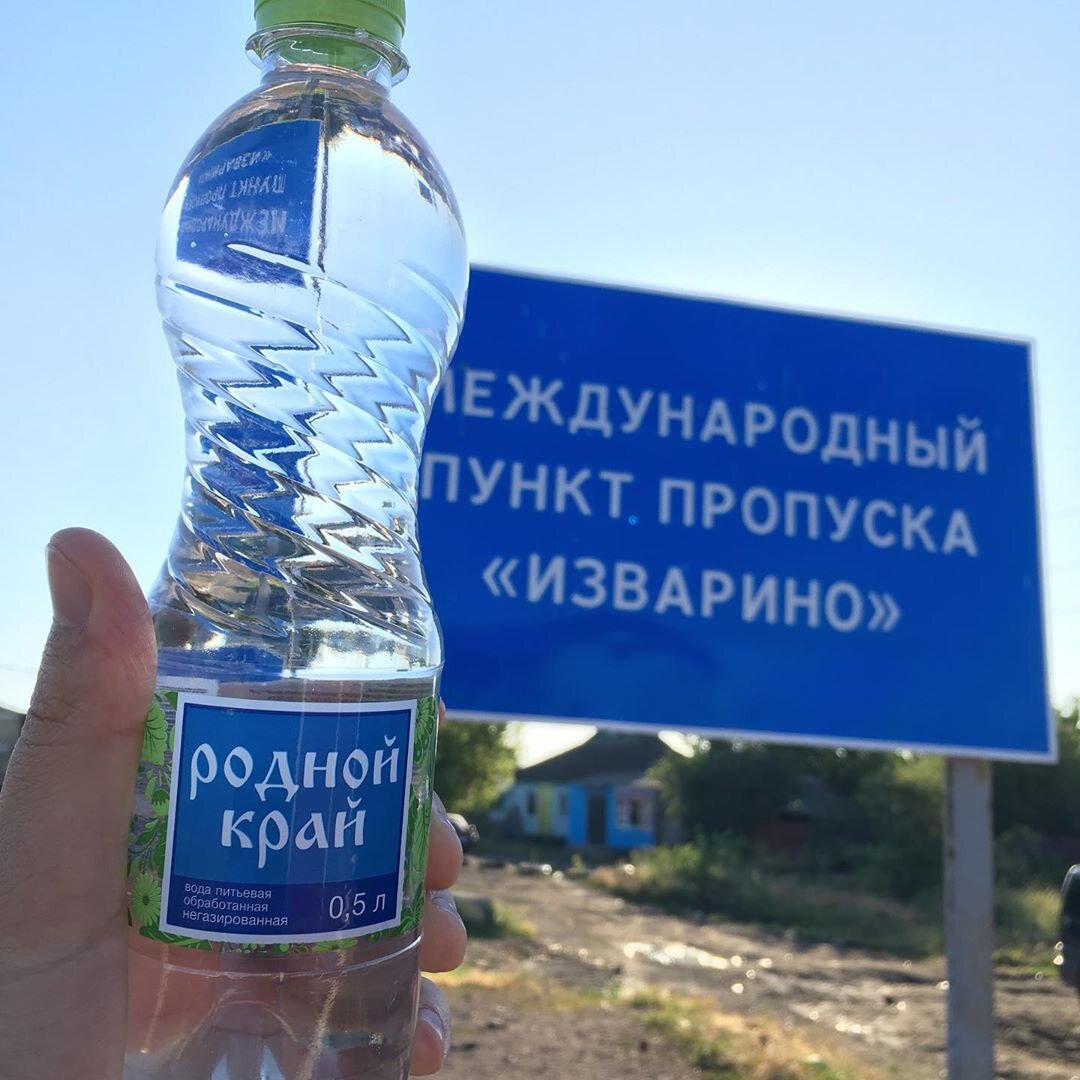 МЕЖДУНАРОДНЫЙ
ПУНКТ ПРОПУСКА
«ИЗВАРИНО»
родной
край
вода питьевая
обработанная
негазированная
0,5 л